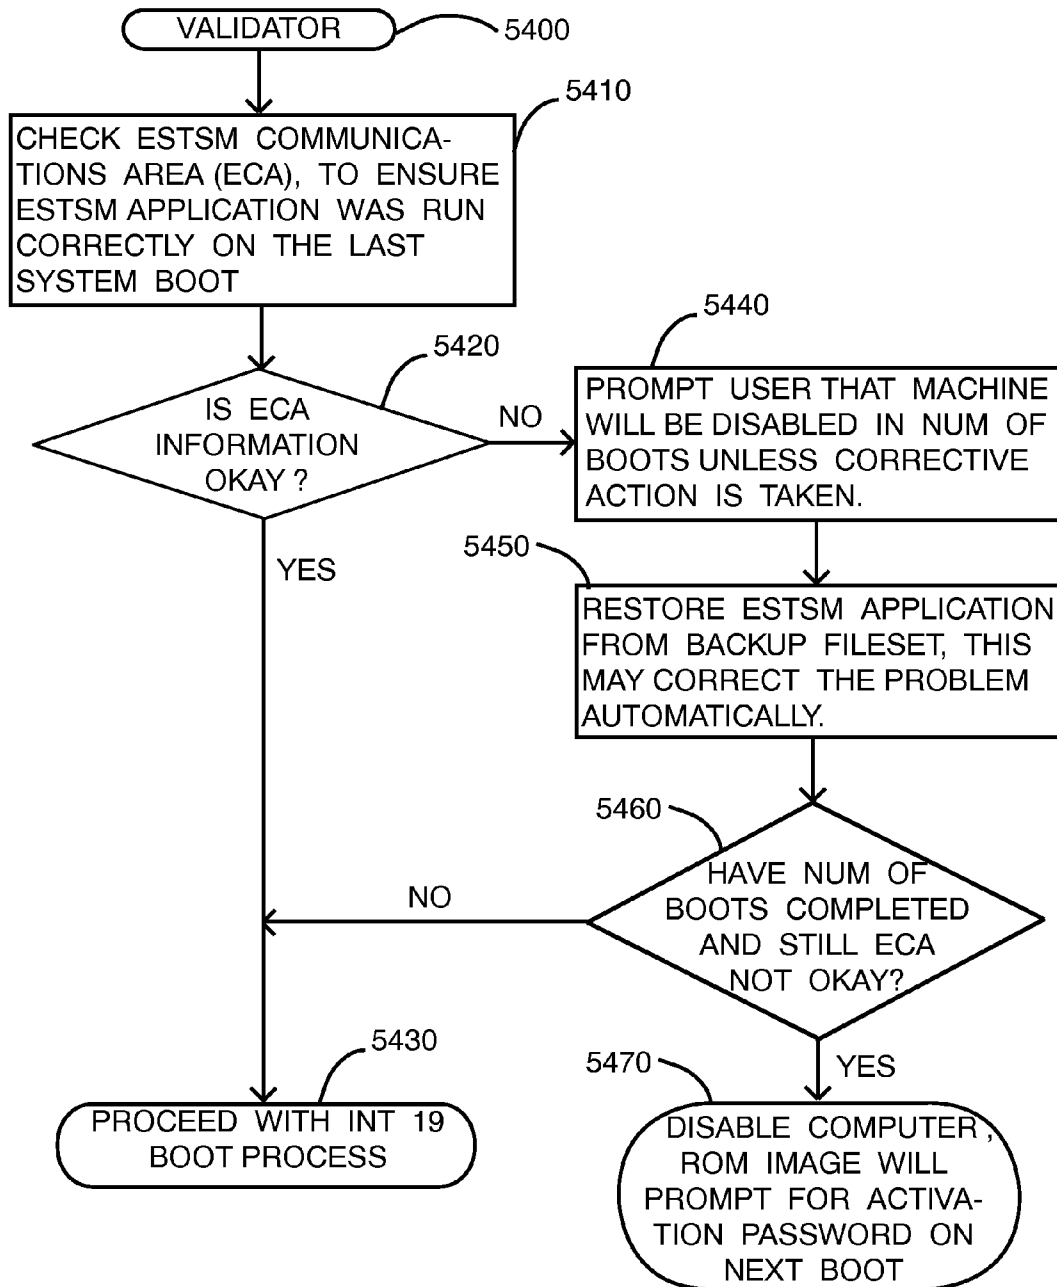 VALIDATOR
5400
5410
CHECK ESTSM COMMUNICA-
TIONS AREA (ECA), TO ENSURE
ESTSM APPLICATION WAS RUN
CORRECTLY ON THE LAST
SYSTEM BOOT
5420
IS ECA
INFORMATION
OKAY ?
NO
YES
5440
PROMPT USER THAT MACHINE
WILL BE DISABLED IN NUM OF
BOOTS UNLESS CORRECTIVE
ACTION IS TAKEN.
5450
RESTORE ESTSM APPLICATION
FROM BACKUP FILESET, THIS
MAY CORRECT THE PROBLEM
AUTOMATICALLY.
5460
HAVE NUM OF
BOOTS COMPLETED
AND STILL ECA
NOT OKAY?
NO
YES
5430
PROCEED WITH INT 19
BOOT PROCESS
5470
DISABLE COMPUTER,
ROM IMAGE WILL
PROMPT FOR ACTIVA-
TION PASSWORD ON
NEXT BOOT